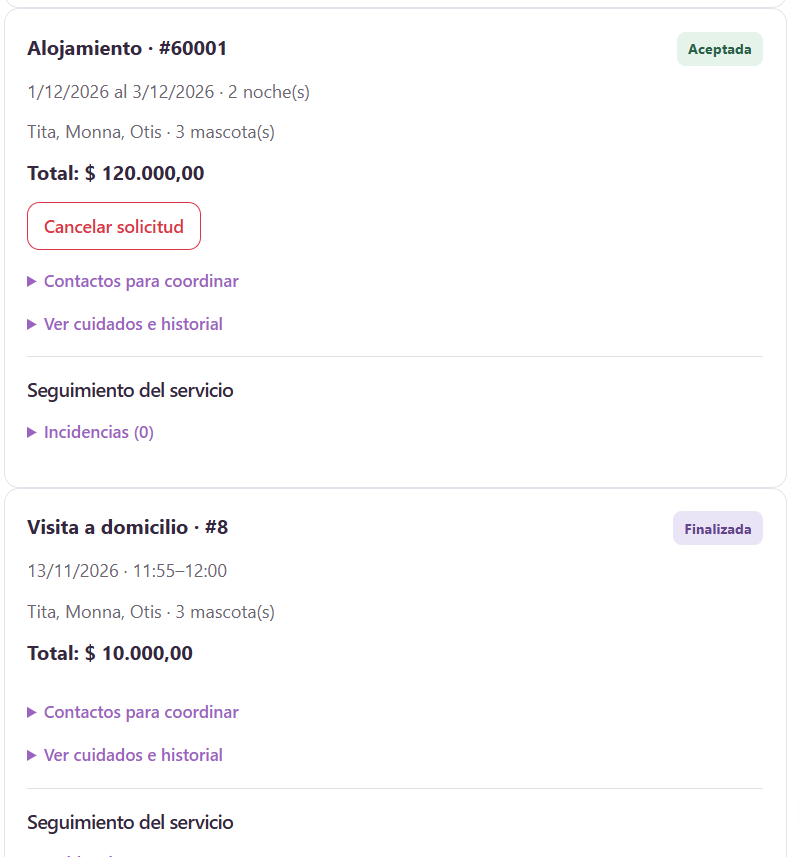 Alojamiento · #60001
Aceptada
1/12/2026 al 3/12/2026 · 2 noche(s)
Tita, Monna, Otis · 3 mascota(s)
Total: $ 120.000,00
Cancelar solicitud
Contactos para coordinar
Ver cuidados e historial
Seguimiento del servicio
Incidencias (0)
Visita a domicilio · #8
Finalizada
13/11/2026 · 11:55–12:00
Tita, Monna, Otis · 3 mascota(s)
Total: $ 10.000,00
Contactos para coordinar
Ver cuidados e historial
Seguimiento del servicio